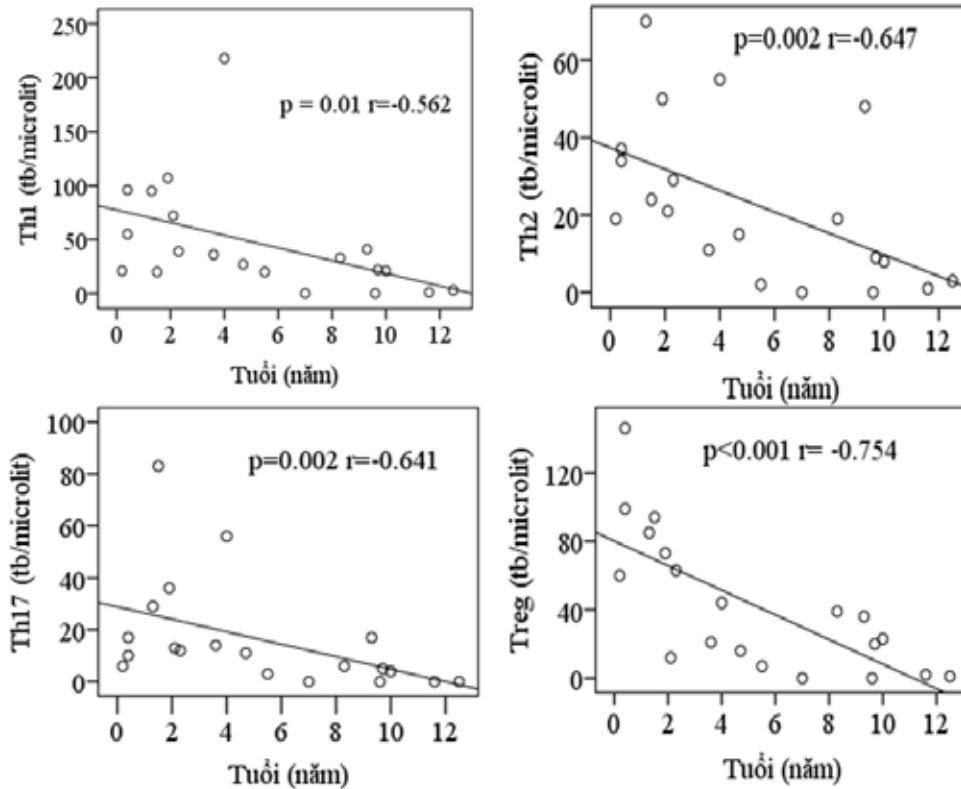 Th1 (tb/microlit)
250
200
150
100
50
0
p = 0.01 r=-0.562
0 2 4 6 8 10 12
Tuổi (năm)
Th2 (tb/microlit)
60
40
20
0
p=0.002 r=-0.647
0 2 4 6 8 10 12
Tuổi (năm)
Th17 (tb/microlit)
100
80
60
40
20
0
p=0.002 r=-0.641
0 2 4 6 8 10 12
Tuổi (năm)
Treg (tb/microlit)
120
80
40
0
p<0.001 r= -0.754
0 2 4 6 8 10 12
Tuổi (năm)